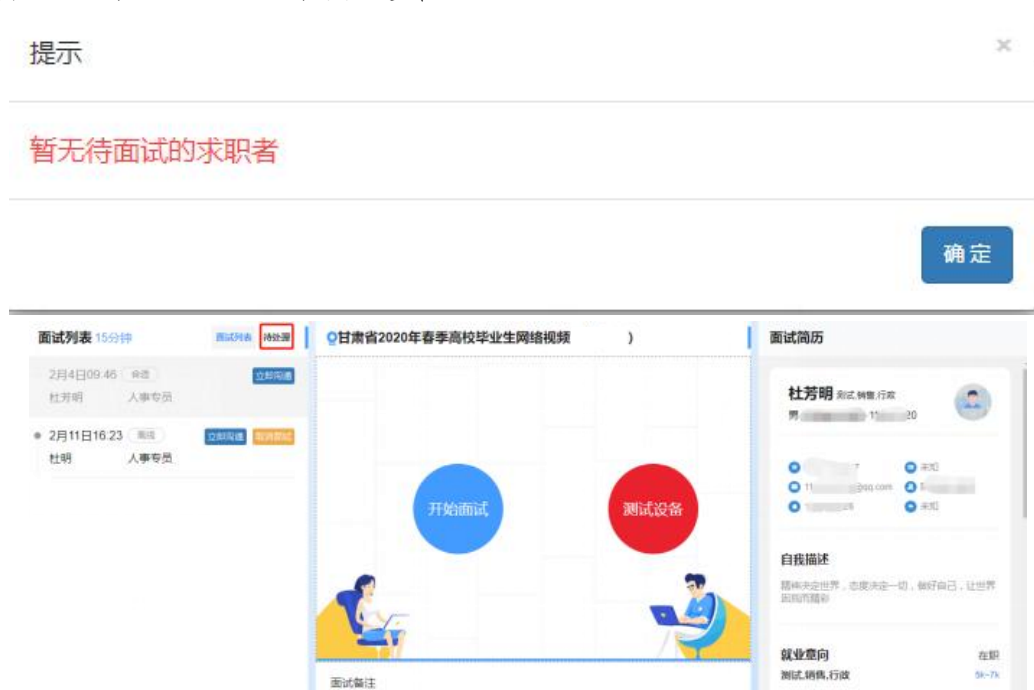 提示
×
暂无待面试的求职者
确定
面试列表 15分钟
面试列表 待处理
甘肃省2020年春季高校毕业生网络视频 )
面试简历
2月4日09:46
立即沟通
杜芳明 人事专员
2月11日16:23
立即沟通 取消面试
杜明 人事专员
开始面试
测试设备
面试备注
杜芳明 测试,销售,行政
男
未知
11 @qq.com
未知
自我描述
精神决定世界，态度决定一切，做好自己，让世界
因我而精彩
就业意向 在职
测试,销售,行政 5k~7k